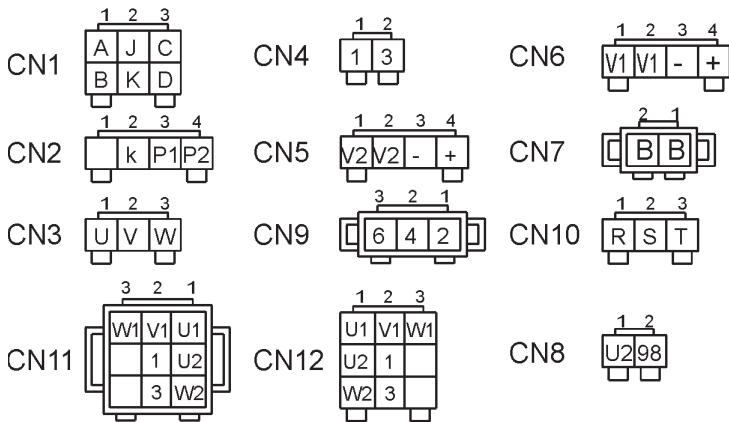 1 2 3
CN1 A J C
B K D
1 2
CN4 1 3
1 2 3 4
CN6 V1 V1 - +
1 2 3 4
CN2 k P1 P2
1 2 3 4
CN5 V2 V2 - +
2 1
CN7 B B
1 2 3
CN3 U V W
3 2 1
CN9 6 4 2
1 2 3
CN10 R S T
3 2 1
W1 V1 U1
CN11 1 U2
3 W2
1 2 3
U1 V1 W1
CN12 U2 1
W2 3
1 2
CN8 U2 98